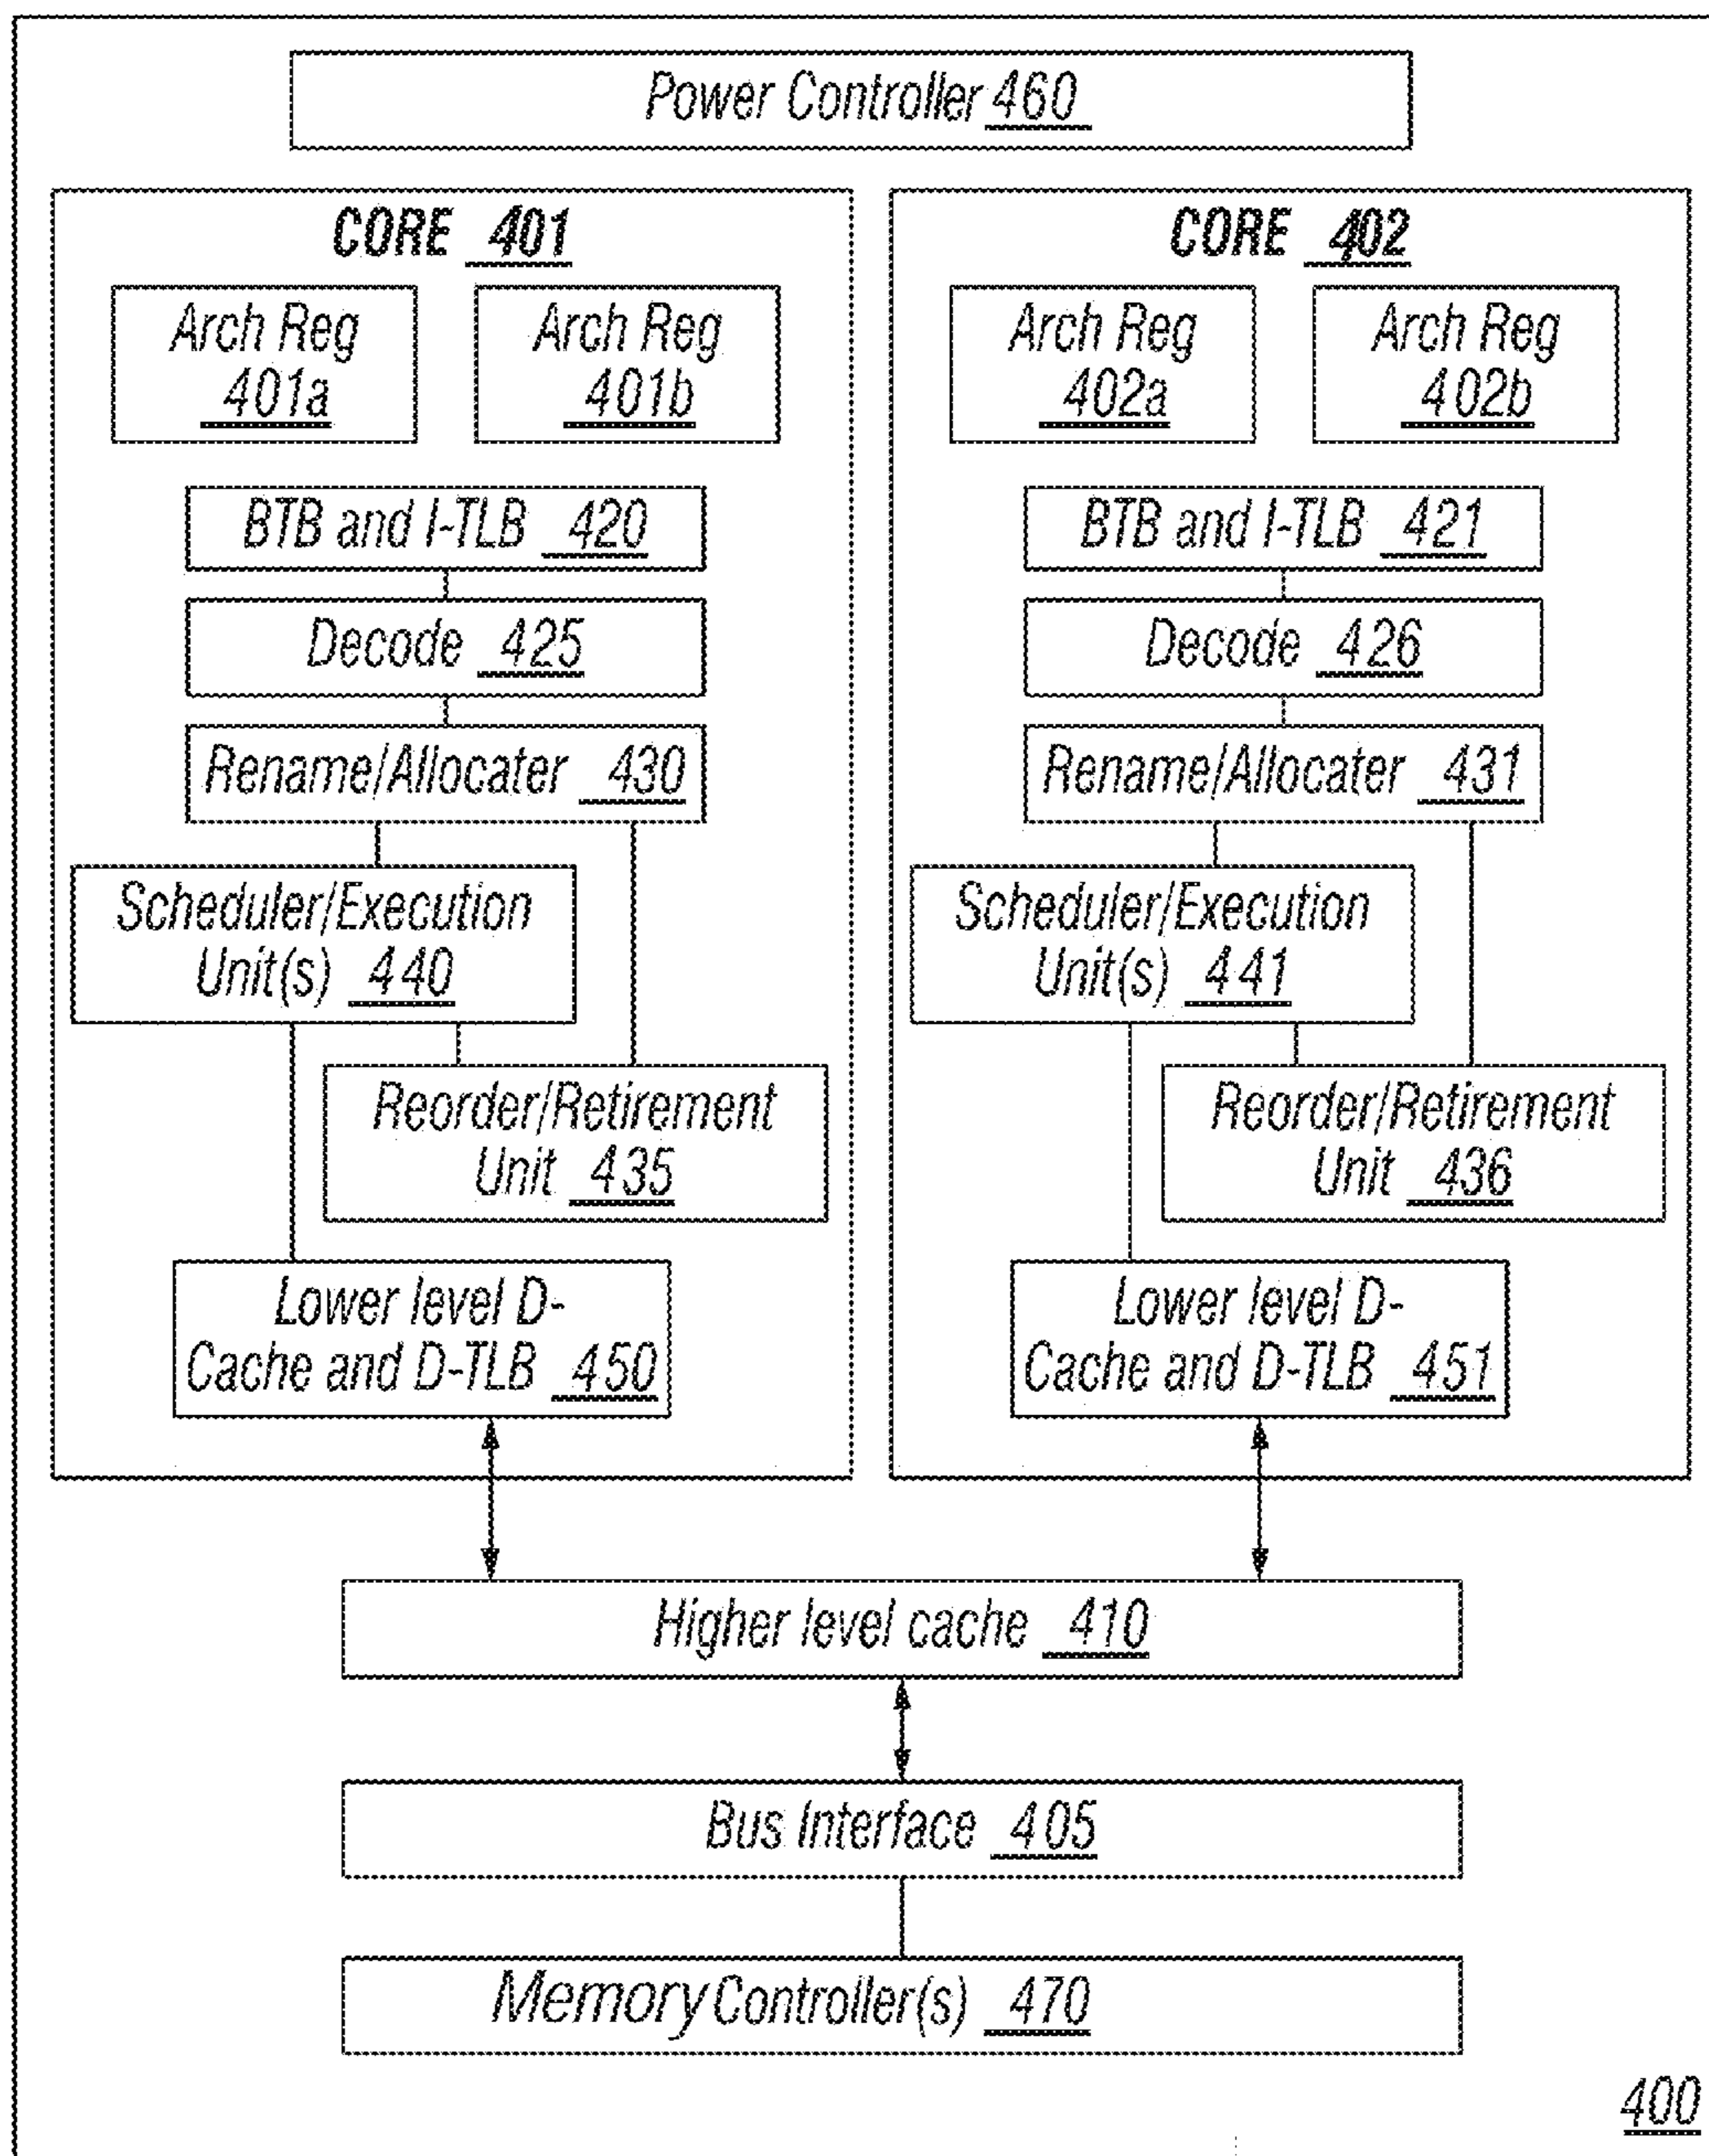 Power Controller 460
CORE 401
Arch Reg
401a
Arch Reg
401b
BTB and I-TLB 420
Decode 425
Rename/Allocater 430
Scheduler/Execution
Unit(s) 440
Reorder/Retirement
Unit 435
Lower level D-
Cache and D-TLB 450
CORE 402
Arch Reg
402a
Arch Reg
402b
BTB and I-TLB 421
Decode 426
Rename/Allocater 431
Scheduler/Execution
Unit(s) 441
Reorder/Retirement
Unit 436
Lower level D-
Cache and D-TLB 451
Higher level cache 410
Bus Interface 405
Memory Controller(s) 470
400